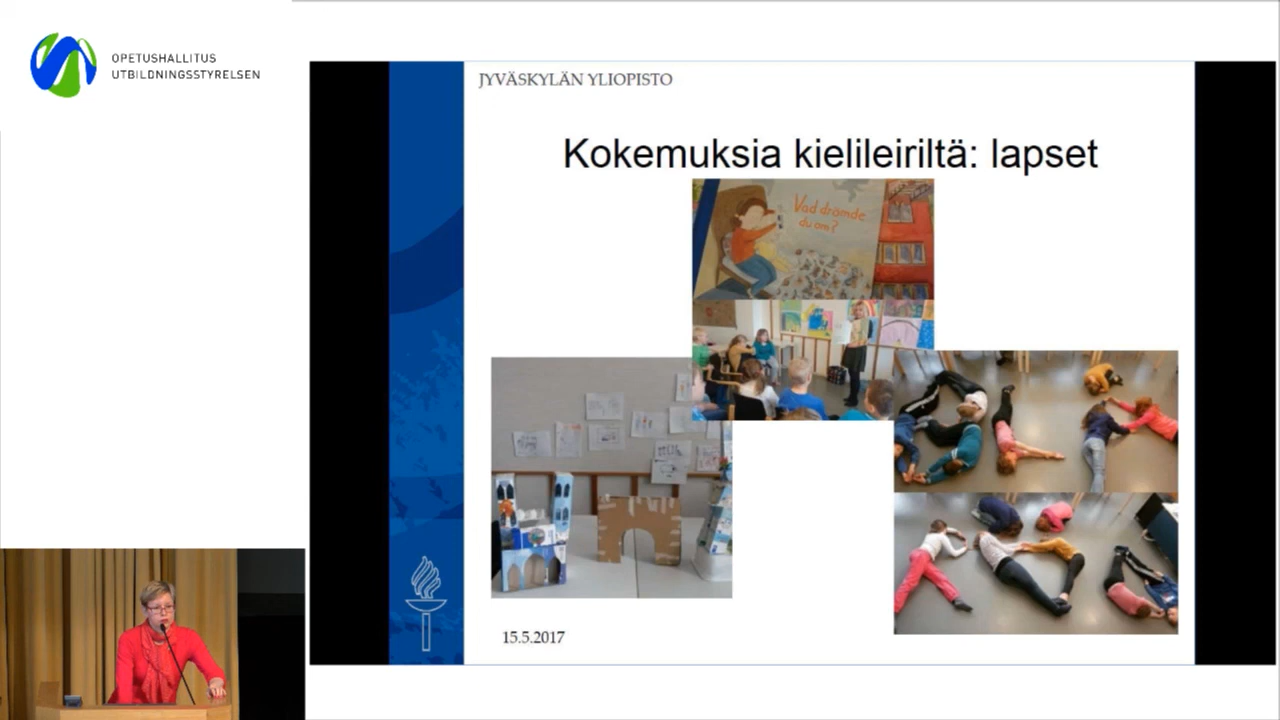 OPETUSHALLITUS
UTBILDNINGSSTYRELSEN
JYVÄSKYLÄN YLIOPISTO
Kokemuksia kielileiriltä: lapset
Vad drömde
du om?
15.5.2017